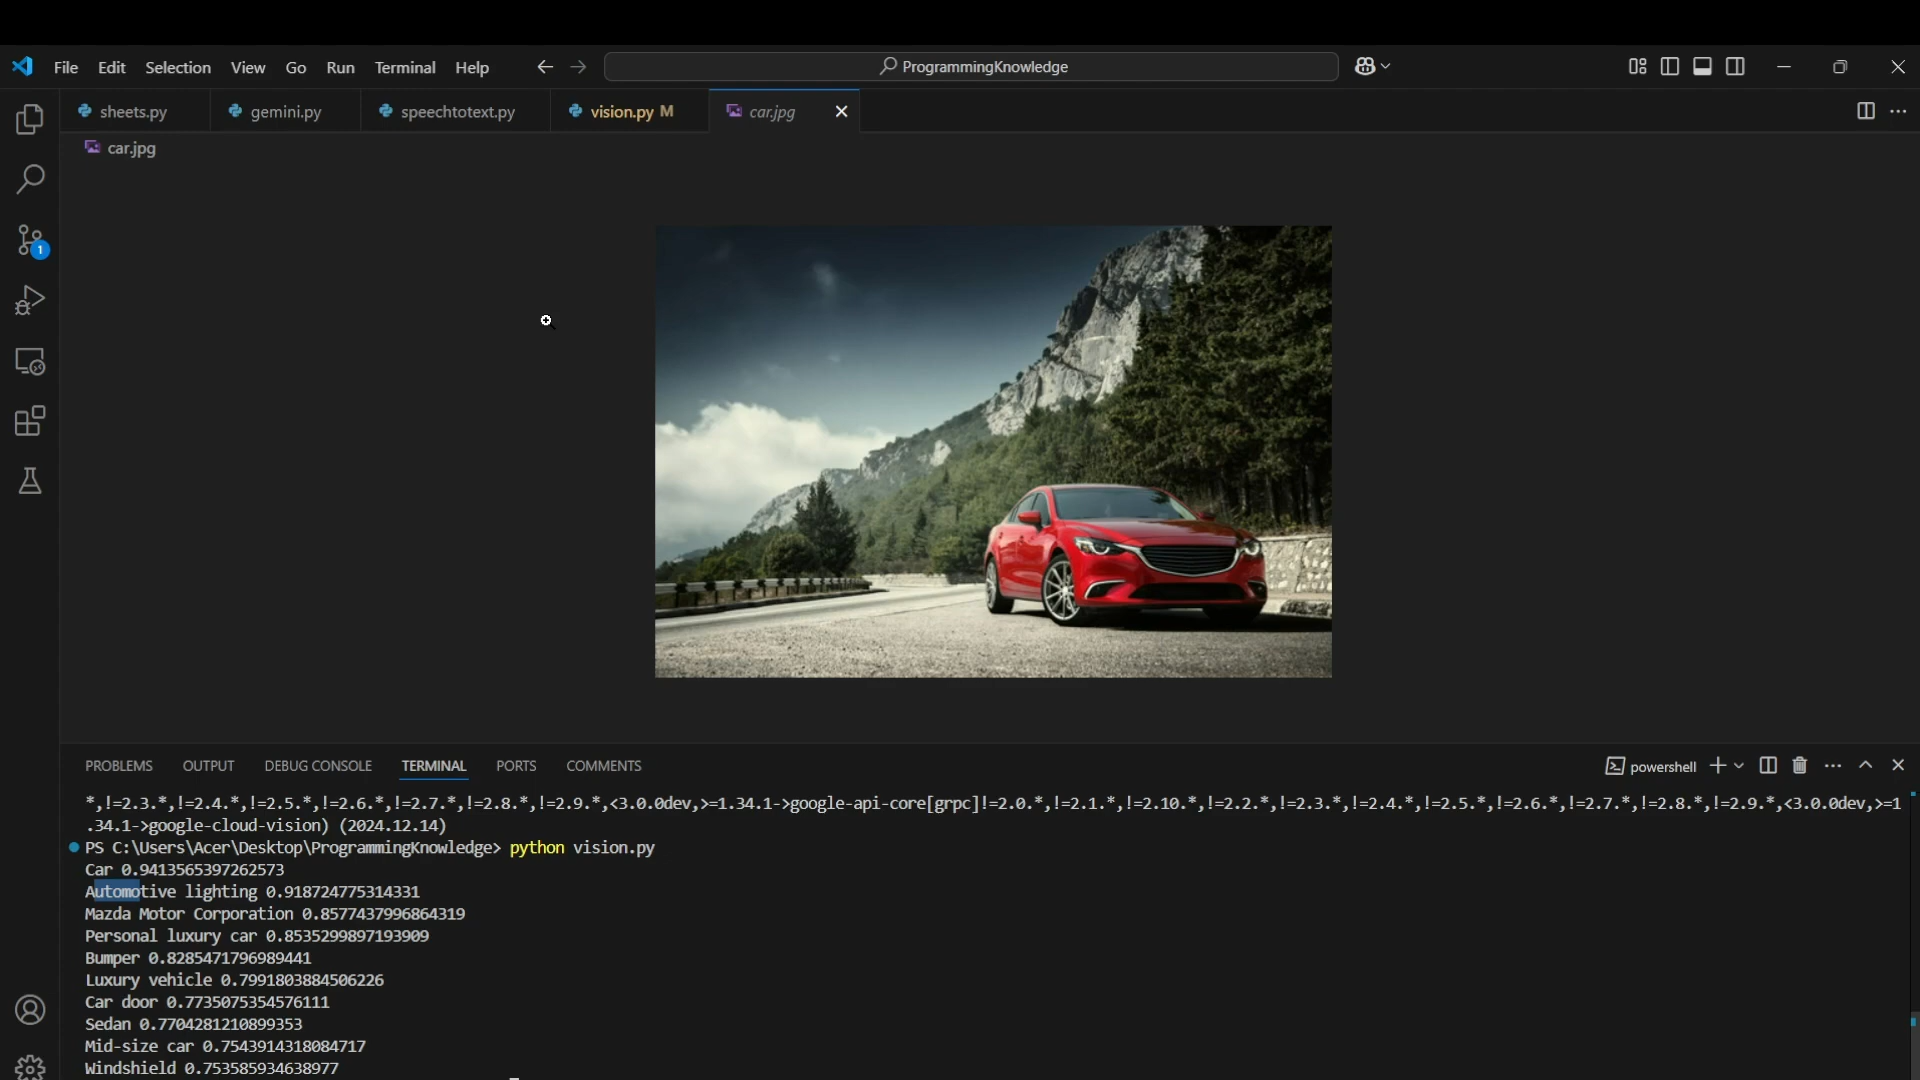 File Edit Selection View Go Run Terminal Help ProgrammingKnowledge
sheets.py gemini.py speechtotext.py vision.py M car.jpg
car.jpg
1
PROBLEMS OUTPUT DEBUG CONSOLE TERMINAL PORTS COMMENTS powershell
*,!=2.3.*,!=2.4.*,!=2.5.*,!=2.6.*,!=2.7.*,!=2.8.*,!=2.9.*,<3.0.0dev,>=1.34.1->google-api-core[grpc]!=2.0.*,!=2.1.*,!=2.10.*,!=2.2.*,!=2.3.*,!=2.4.*,!=2.5.*,!=2.6.*,!=2.7.*,!=2.8.*,!=2.9.*,<3.0.0dev,>=1
.34.1->google-cloud-vision) (2024.12.14)
PS C:\Users\Acer\Desktop\ProgrammingKnowledge> python vision.py
Car 0.9413565397262573
Automotive lighting 0.918724775314331
Mazda Motor Corporation 0.8577437996864319
Personal luxury car 0.8535299897193909
Bumper 0.8285471796989441
Luxury vehicle 0.7991803884506226
Car door 0.7735075354576111
Sedan 0.7704281210899353
Mid-size car 0.7543914318084717
Windshield 0.753585934638977